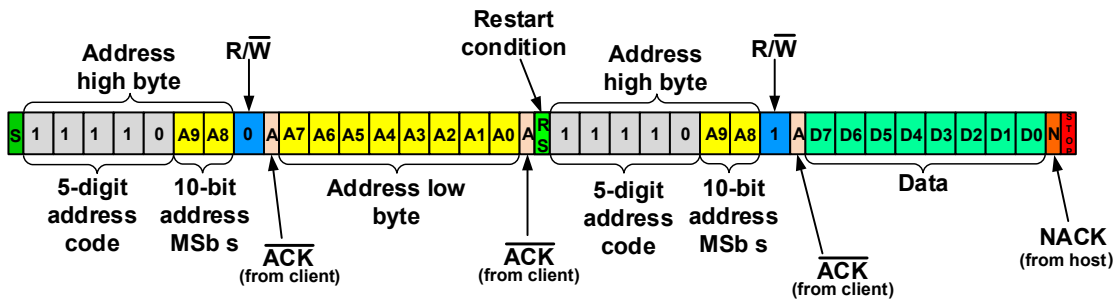 Restart
condition
Address
high byte
R/W
Address
high byte
R/W
S 1 1 1 1 0 A9 A8 0 A A7 A6 A5 A4 A3 A2 A1 A0 A RS 1 1 1 1 0 A9 A8 1 A D7 D6 D5 D4 D3 D2 D1 D0 N STOP
5-digit
address
code
10-bit
address
MSb s
ACK
(from client)
Address low
byte
ACK
(from client)
5-digit
address
code
10-bit
address
MSb s
ACK
(from client)
Data
NACK
(from host)